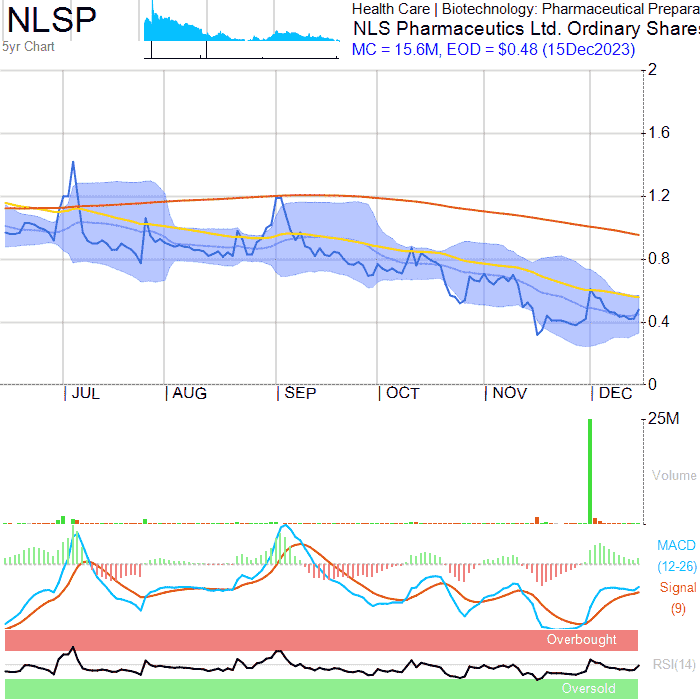 NLSP
Health Care | Biotechnology: Pharmaceutical Prepara
NLS Pharmaceutics Ltd. Ordinary Shares
5yr Chart
MC = 15.6M, EOD = $0.48 (15Dec2023)
2
1.6
1.2
0.8
0.4
0
JUL AUG SEP OCT NOV DEC
25M
Volume
MACD
(12-26)
Signal
(9)
Overbought
RSI(14)
Oversold